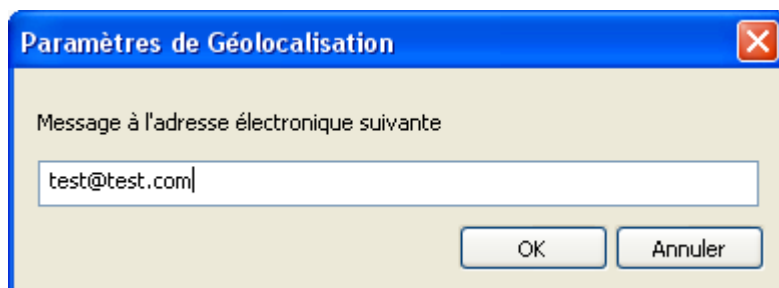 Paramètres de Géolocalisation
Message à l'adresse électronique suivante
test@test.com
OK Annuler